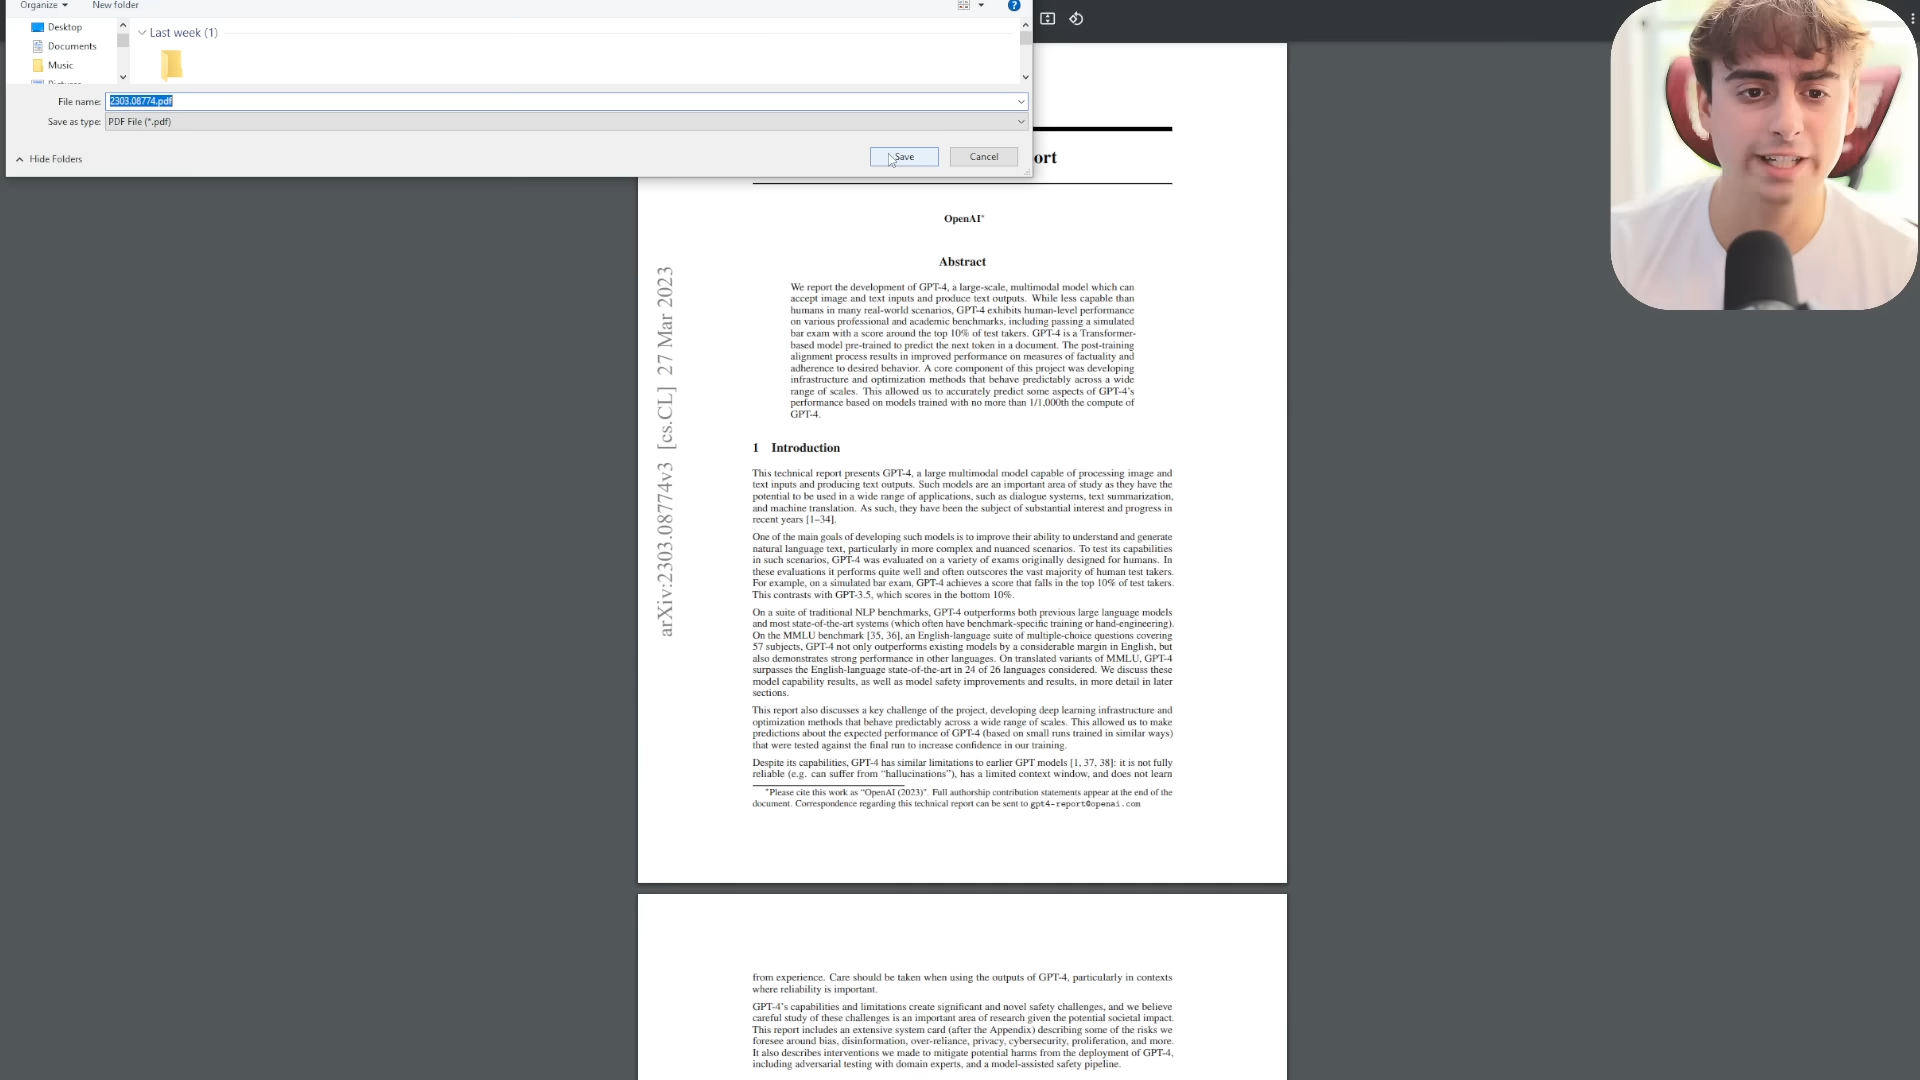 Organize
New folder
?
Desktop
Documents
Music
Last week (1)
File name:
2303.08774.pdf
Save as type:
PDF File (*.pdf)
Hide Folders
Save
Cancel
ort
OpenAI*
arXiv:2303.08774v3 [cs.CL] 27 Mar 2023
Abstract
We report the development of GPT-4, a large-scale, multimodal model which can
accept image and text inputs and produce text outputs. While less capable than
humans in many real-world scenarios, GPT-4 exhibits human-level performance
on various professional and academic benchmarks, including passing a simulated
bar exam with a score around the top 10% of test takers. GPT-4 is a Transformer-
based model pre-trained to predict the next token in a document. The post-training
alignment process results in improved performance on measures of factuality and
adherence to desired behavior. A core component of this project was developing
infrastructure and optimization methods that behave predictably across a wide
range of scales. This allowed us to accurately predict some aspects of GPT-4's
performance based on models trained with no more than 1/1,000th the compute of
GPT-4.
1 Introduction
This technical report presents GPT-4, a large multimodal model capable of processing image and
text inputs and producing text outputs. Such models are an important area of study as they have the
potential to be used in a wide range of applications, such as dialogue systems, text summarization,
and machine translation. As such, they have been the subject of substantial interest and progress in
recent years [1–34].
One of the main goals of developing such models is to improve their ability to understand and generate
natural language text, particularly in more complex and nuanced scenarios. To test its capabilities
in such scenarios, GPT-4 was evaluated on a variety of exams originally designed for humans. In
these evaluations it performs quite well and often outscores the vast majority of human test takers.
For example, on a simulated bar exam, GPT-4 achieves a score that falls in the top 10% of test takers.
This contrasts with GPT-3.5, which scores in the bottom 10%.
On a suite of traditional NLP benchmarks, GPT-4 outperforms both previous large language models
and most state-of-the-art systems (which often have benchmark-specific training or hand-engineering).
On the MMLU benchmark [35, 36], an English-language suite of multiple-choice questions covering
57 subjects, GPT-4 not only outperforms existing models by a considerable margin in English, but
also demonstrates strong performance in other languages. On translated variants of MMLU, GPT-4
surpasses the English-language state-of-the-art in 24 of 26 languages considered. We discuss these
model capability results, as well as model safety improvements and results, in more detail in later
sections.
This report also discusses a key challenge of the project, developing deep learning infrastructure and
optimization methods that behave predictably across a wide range of scales. This allowed us to make
predictions about the expected performance of GPT-4 (based on small runs trained in similar ways)
that were tested against the final run to increase confidence in our training.
Despite its capabilities, GPT-4 has similar limitations to earlier GPT models [1, 37, 38]: it is not fully
reliable (e.g. can suffer from “hallucinations”), has a limited context window, and does not learn
*Please cite this work as “OpenAI (2023)". Full authorship contribution statements appear at the end of the
document. Correspondence regarding this technical report can be sent to gpt4-report@openai.com
from experience. Care should be taken when using the outputs of GPT-4, particularly in contexts
where reliability is important.
GPT-4's capabilities and limitations create significant and novel safety challenges, and we believe
careful study of these challenges is an important area of research given the potential societal impact.
This report includes an extensive system card (after the Appendix) describing some of the risks we
foresee around bias, disinformation, over-reliance, privacy, cybersecurity, proliferation, and more.
It also describes interventions we made to mitigate potential harms from the deployment of GPT-4,
including adversarial testing with domain experts, and a model-assisted safety pipeline.